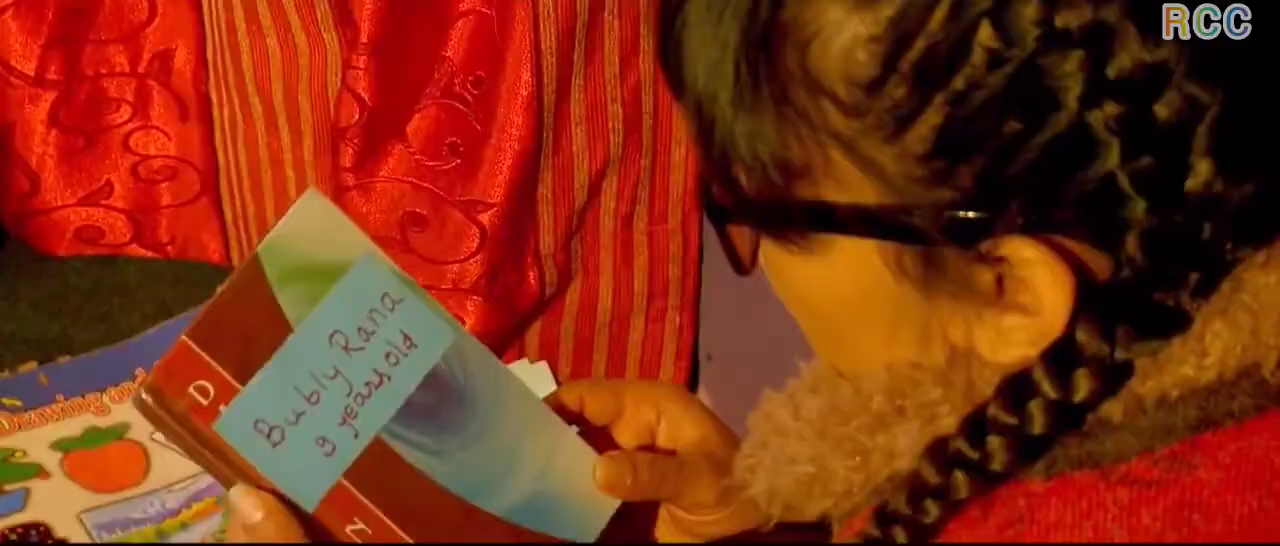 RCC
Bubly Rana
9 years old
Drawing and
D
N